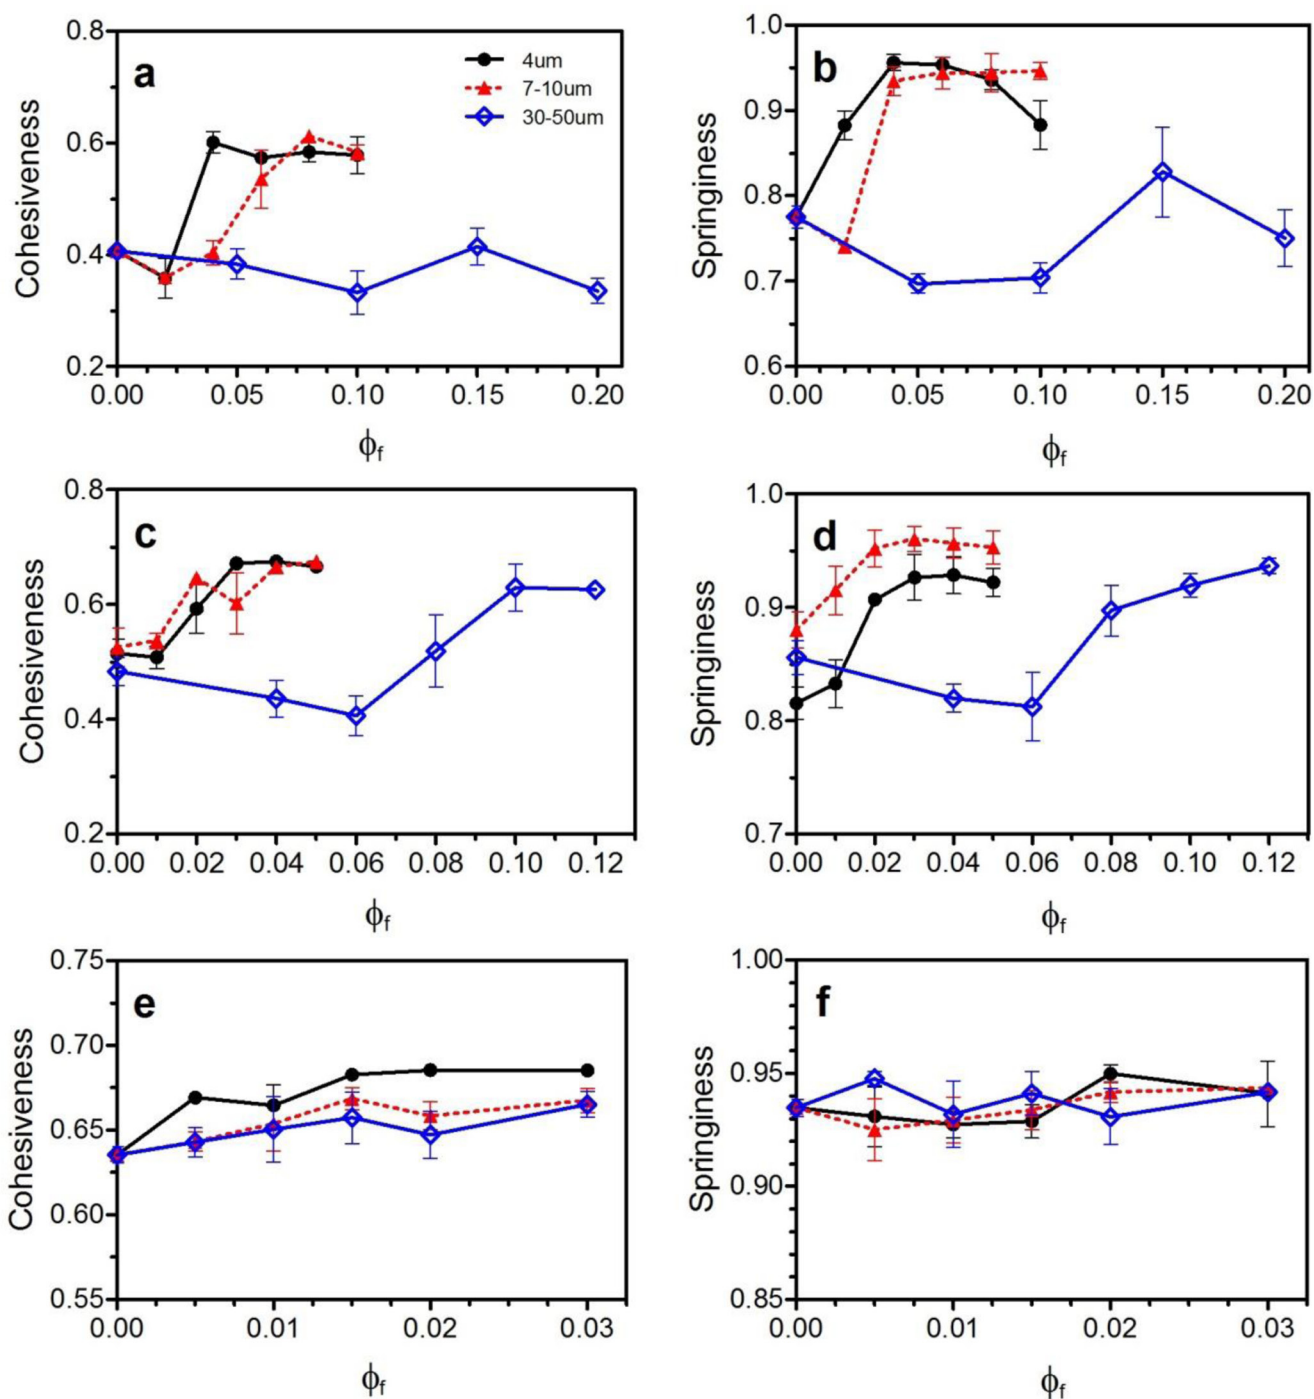 a
4um
7-10um
30-50um
Cohesiveness
0.8
0.6
0.4
0.2
0.00 0.05 0.10 0.15 0.20
ϕf
b
Springiness
1.0
0.9
0.8
0.7
0.6
0.00 0.05 0.10 0.15 0.20
ϕf
c
Cohesiveness
0.8
0.6
0.4
0.2
0.00 0.02 0.04 0.06 0.08 0.10 0.12
ϕf
d
Springiness
1.0
0.9
0.8
0.7
0.00 0.02 0.04 0.06 0.08 0.10 0.12
ϕf
e
Cohesiveness
0.75
0.70
0.65
0.60
0.55
0.00 0.01 0.02 0.03
ϕf
f
Springiness
1.00
0.95
0.90
0.85
0.00 0.01 0.02 0.03
ϕf